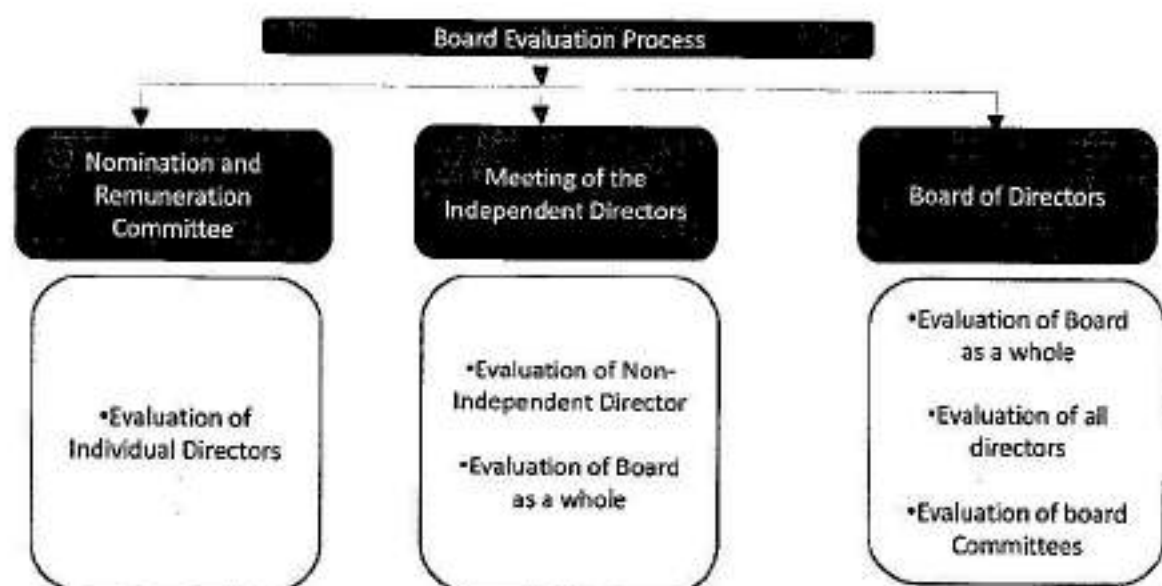 Board Evaluation Process
Nomination and
Remuneration
Committee
Meeting of the
Independent Directors
Board of Directors
•Evaluation of
Individual Directors
•Evaluation of Non-
Independent Director
•Evaluation of Board
as a whole
•Evaluation of Board
as a whole
•Evaluation of all
directors
•Evaluation of board
Committees